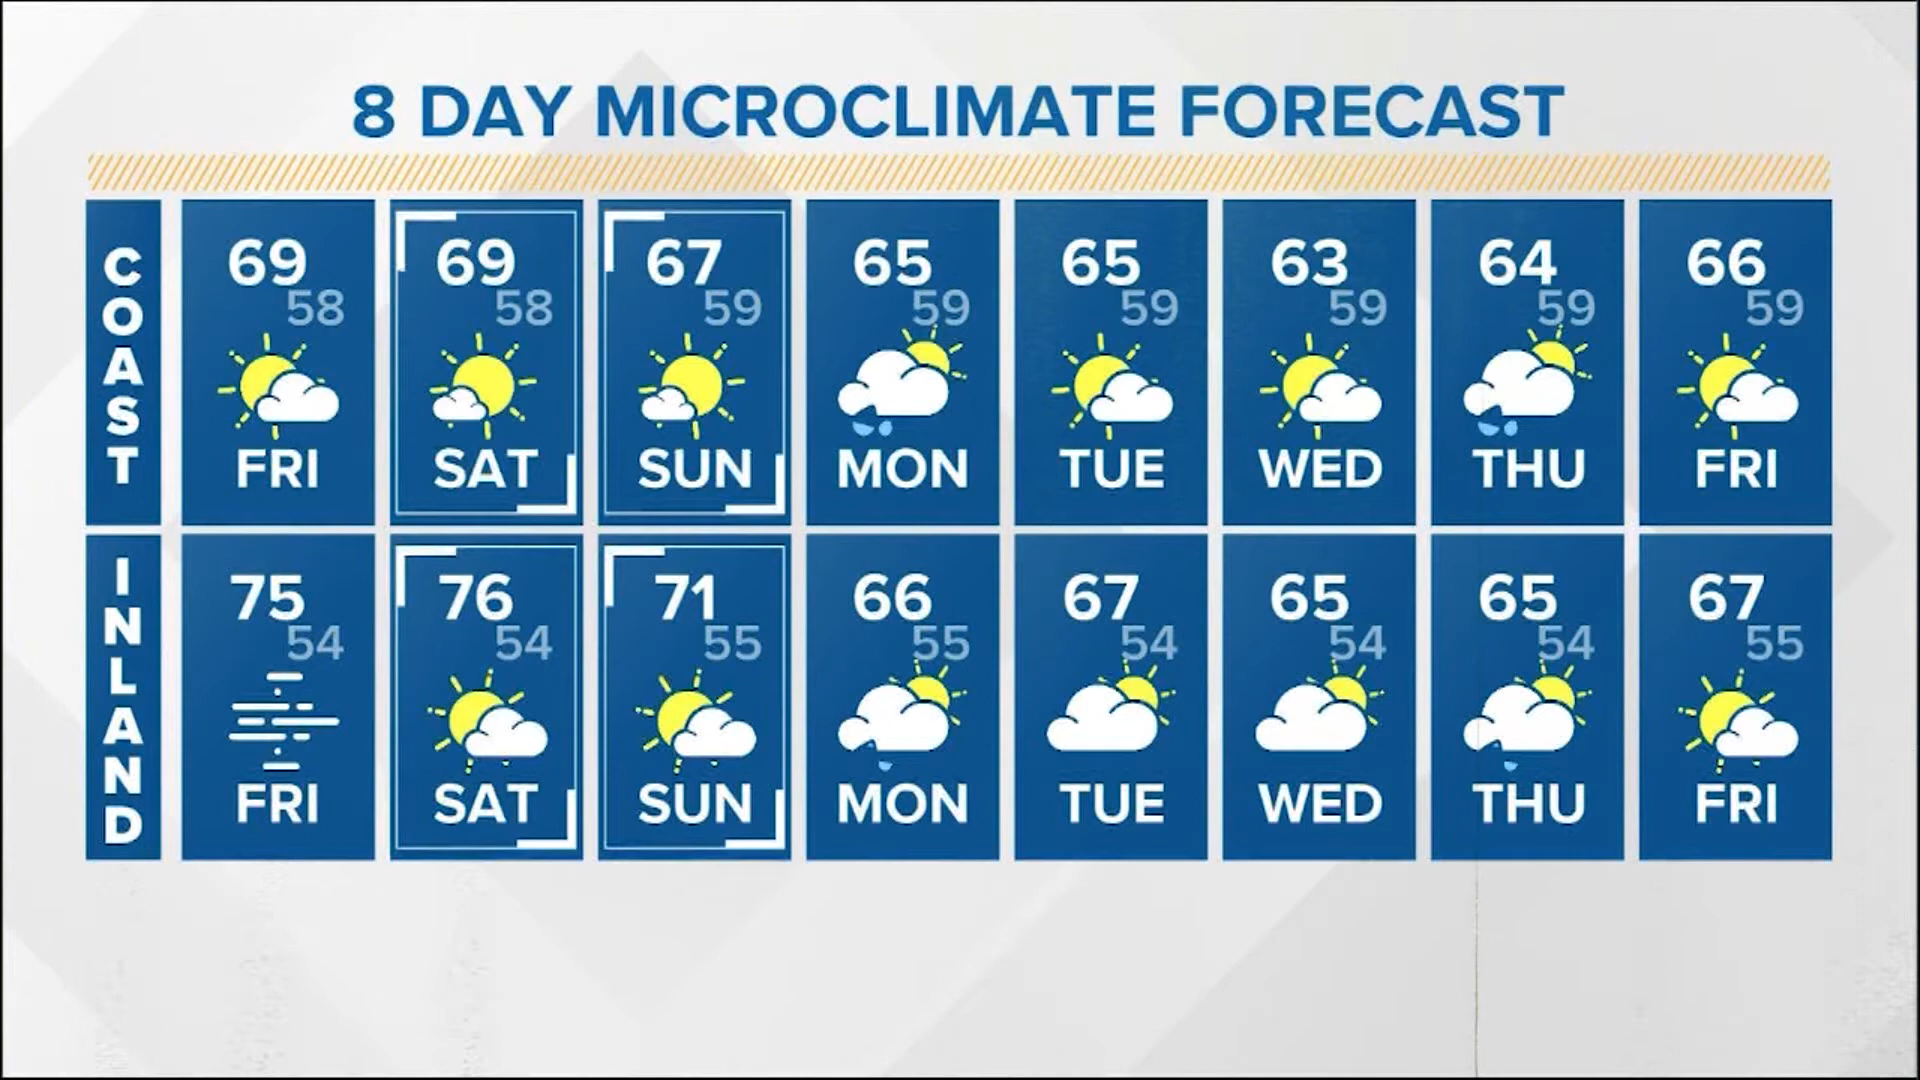 8 DAY MICROCLIMATE FORECAST
COAST
69 58 FRI
69 58 SAT
67 59 SUN
65 59 MON
65 59 TUE
63 59 WED
64 59 THU
66 59 FRI
INLAND
75 54 FRI
76 54 SAT
71 55 SUN
66 55 MON
67 54 TUE
65 54 WED
65 54 THU
67 55 FRI